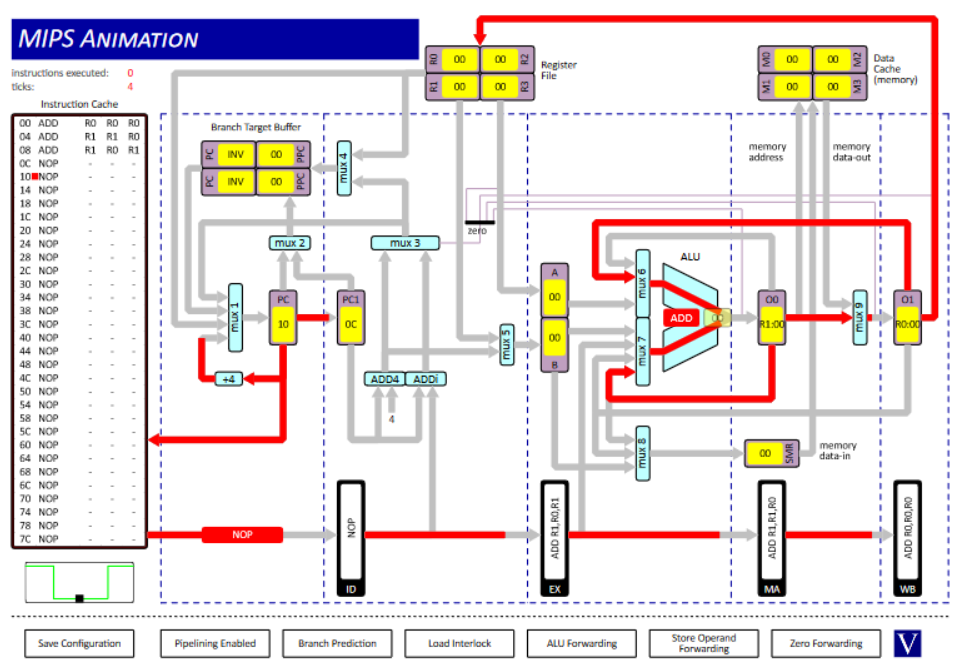 MIPS ANIMATION
instructions executed: 0
ticks: 4
Instruction Cache
00 ADD R0 R0 R0
04 ADD R1 R1 R0
08 ADD R1 R0 R1
0C NOP - - -
10 NOP - - -
14 NOP - - -
18 NOP - - -
1C NOP - - -
20 NOP - - -
24 NOP - - -
28 NOP - - -
2C NOP - - -
30 NOP - - -
34 NOP - - -
38 NOP - - -
3C NOP - - -
40 NOP - - -
44 NOP - - -
48 NOP - - -
4C NOP - - -
50 NOP - - -
54 NOP - - -
58 NOP - - -
5C NOP - - -
60 NOP - - -
64 NOP - - -
68 NOP - - -
6C NOP - - -
70 NOP - - -
74 NOP - - -
78 NOP - - -
7C NOP - - -
R0 00 00 R2
R1 00 00 R3
Register
File
M0 00 00 M2
M1 00 00 M3
Data
Cache
(memory)
Branch Target Buffer
PC INV 00 PPC
PC INV 00 PPC
mux 4
memory
address
memory
data-out
zero
mux 2
mux 3
mux 1
PC
10
PC1
0C
+4
ADD4
ADDi
4
mux 5
A
00
00
B
mux 6
mux 7
ALU
ADD
O0
R1:00
mux 9
O1
R0:00
mux 8
00 SMR
memory
data-in
NOP
NOP
ID
ADD R1,R0,R1
EX
ADD R1,R1,R0
MA
ADD R0,R0,R0
WB
Save Configuration
Pipelining Enabled
Branch Prediction
Load Interlock
ALU Forwarding
Store Operand
Forwarding
Zero Forwarding
V